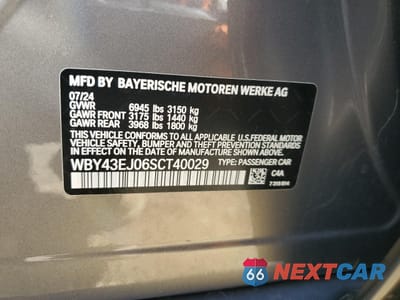 MFD BY BAYERISCHE MOTOREN WERKE AG
07/24
GVWR 6945 lbs 3150 kg
GAWR FRONT 3175 lbs 1440 kg
GAWR REAR 3968 lbs 1800 kg
THIS VEHICLE CONFORMS TO ALL APPLICABLE U.S. FEDERAL MOTOR
VEHICLE SAFETY, BUMPER, AND THEFT PREVENTION STANDARDS
IN EFFECT ON THE DATE OF MANUFACTURE SHOWN ABOVE.
WBY43EJ06SCT40029 TYPE: PASSENGER CAR
C4A
66 NEXTCAR